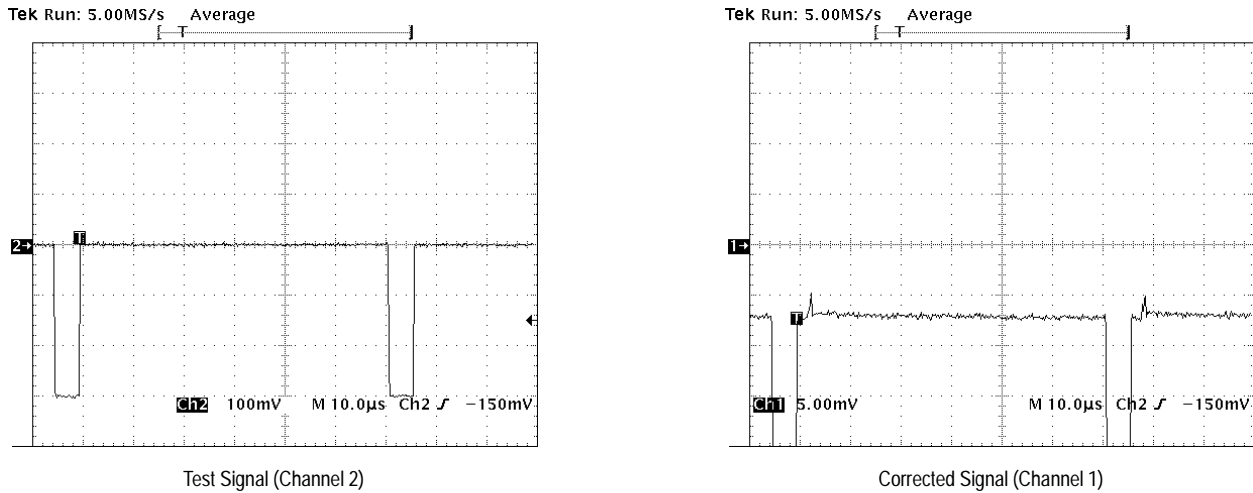 Tek Run: 5.00MS/s Average
T
2→
T
Ch2 100mV M 10.0µs Ch2 ∫ −150mV
Test Signal (Channel 2)
Tek Run: 5.00MS/s Average
T
1→
T
Ch1 5.00mV M 10.0µs Ch2 ∫ −150mV
Corrected Signal (Channel 1)